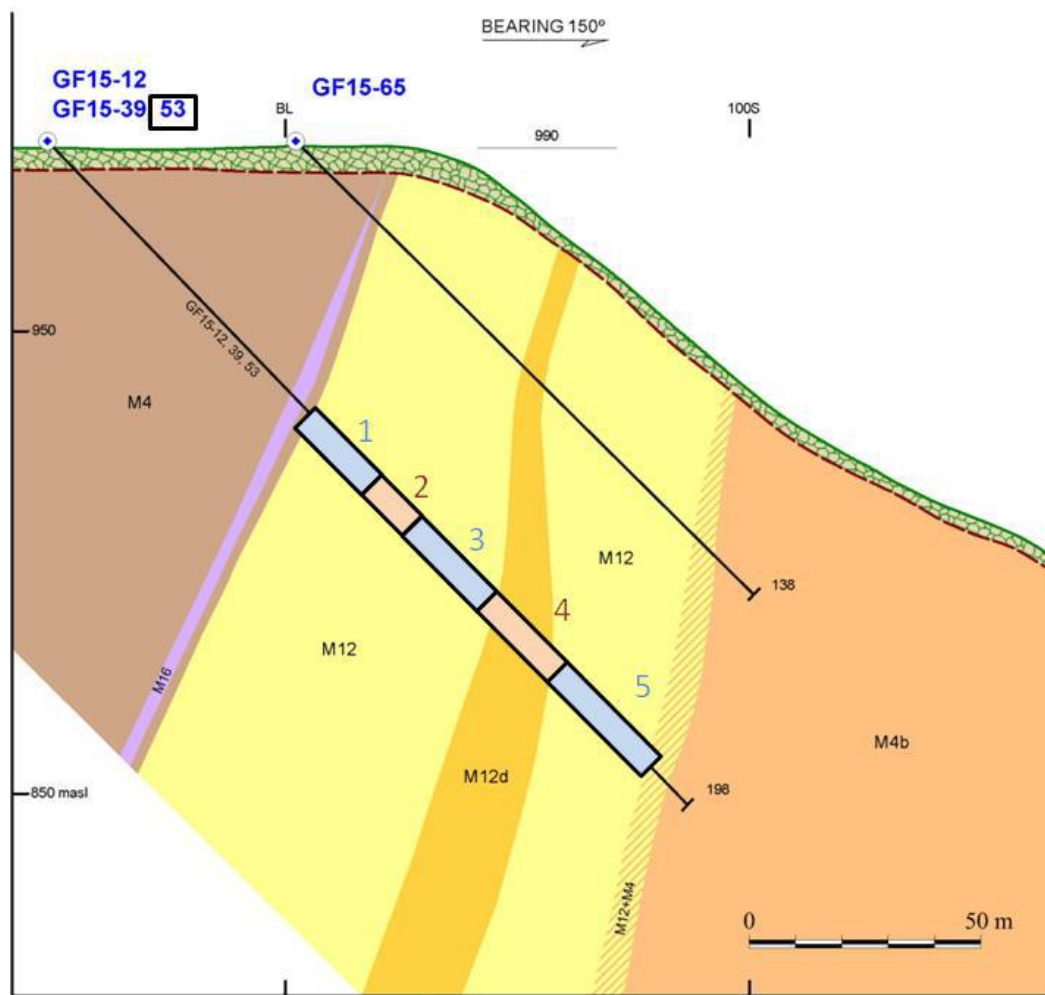 BEARING 150º
GF15-12
GF15-39 53
GF15-65
BL
100S
990
950
GF15-12, 39, 53
M4
1
2
3
M12
4
138
M12
M16
5
M4b
M12d
850 masl
198
M12+M4
0 50 m